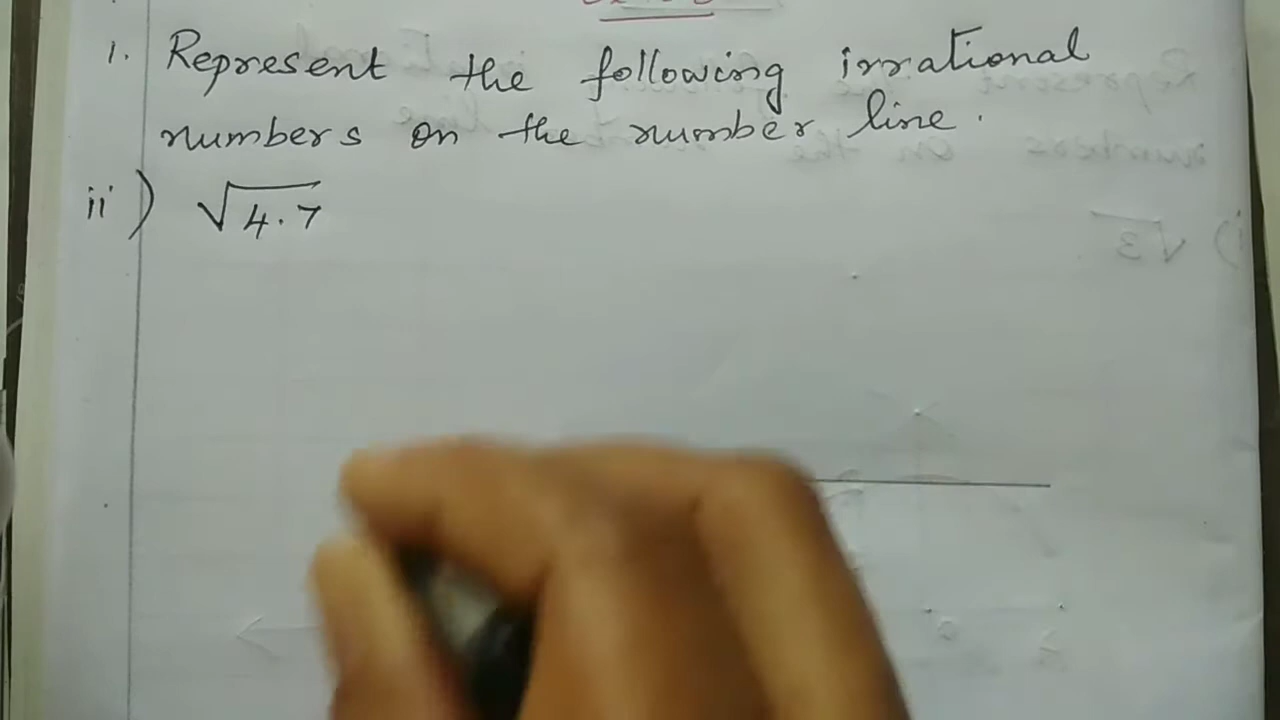 1. Represent the following irrational
numbers on the number line.
ii) √4.7